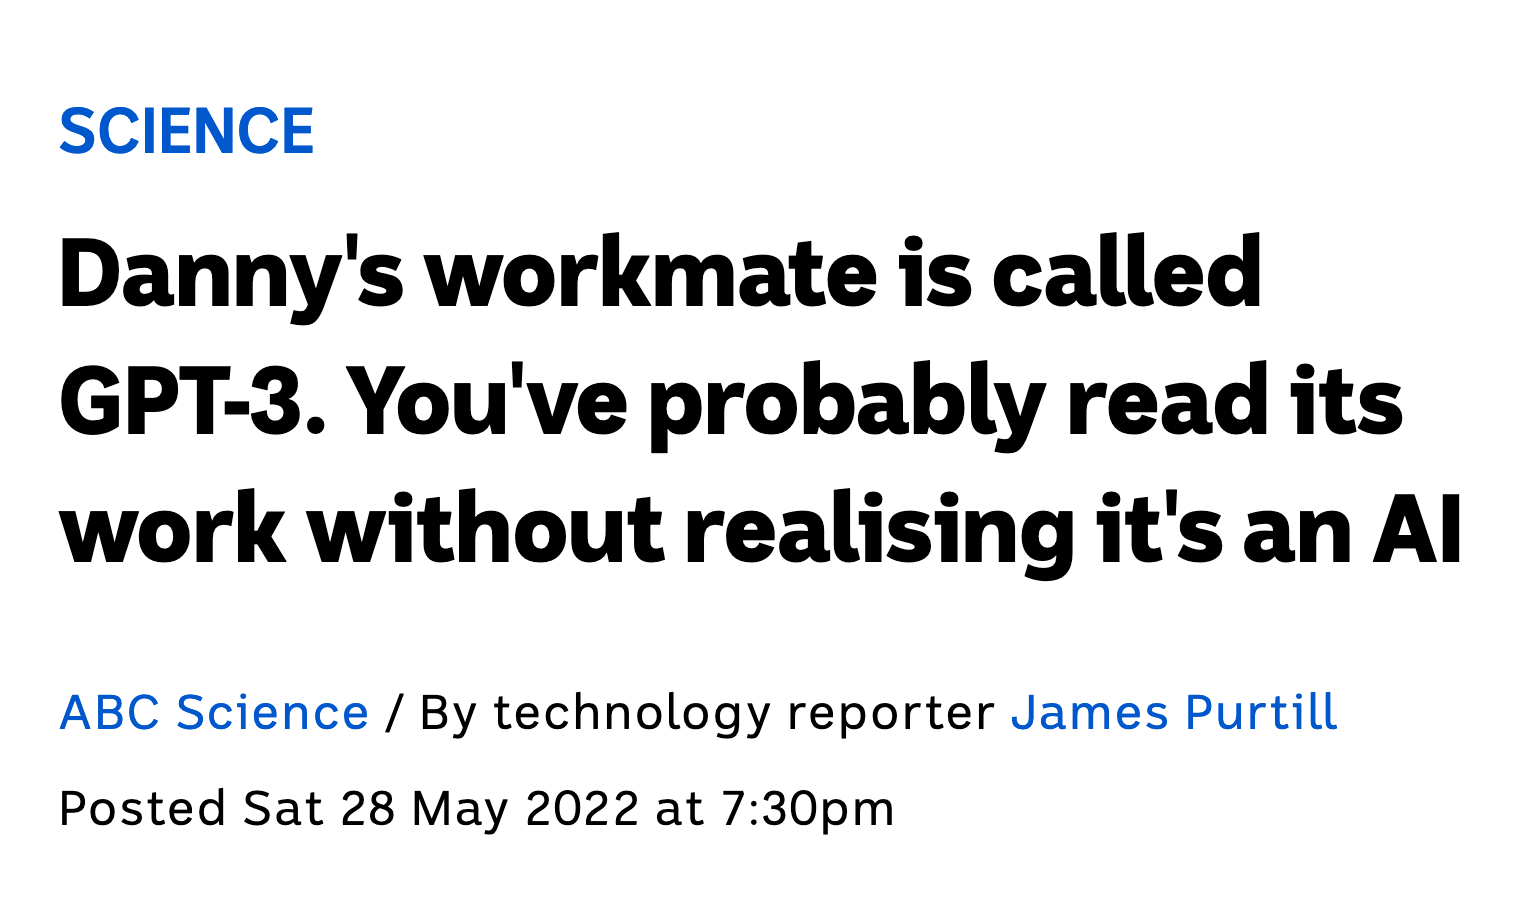 SCIENCE
Danny's workmate is called
GPT-3. You've probably read its
work without realising it's an AI
ABC Science / By technology reporter James Purtill
Posted Sat 28 May 2022 at 7:30pm